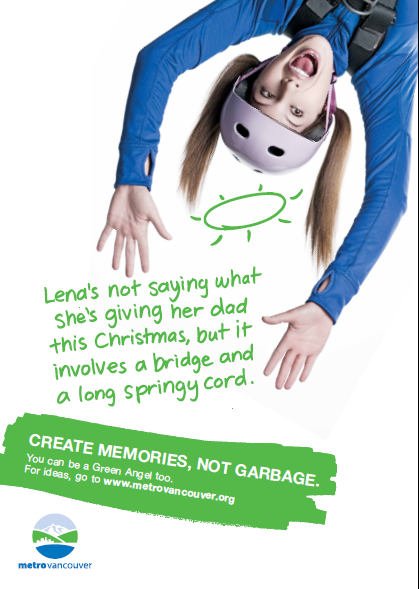 Lena's not saying what
she's giving her dad
this Christmas, but it
involves a bridge and
a long springy cord.
CREATE MEMORIES, NOT GARBAGE.
You can be a Green Angel too.
For ideas, go to www.metrovancouver.org
metrovancouver